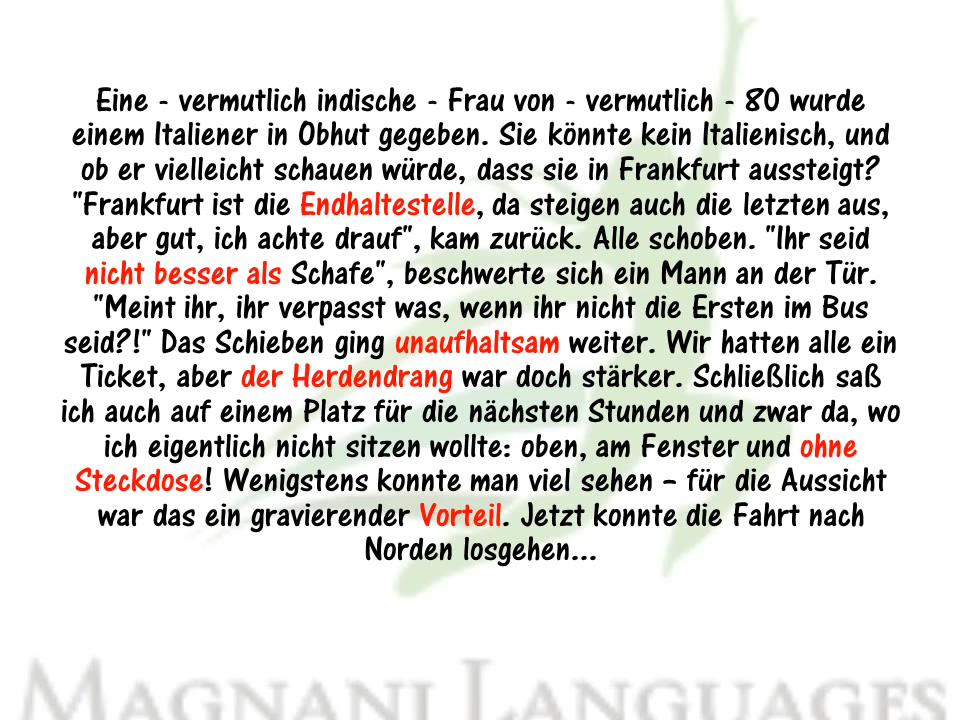 Eine - vermutlich indische - Frau von - vermutlich - 80 wurde
einem Italiener in Obhut gegeben. Sie könnte kein Italienisch, und
ob er vielleicht schauen würde, dass sie in Frankfurt aussteigt?
"Frankfurt ist die Endhaltestelle, da steigen auch die letzten aus,
aber gut, ich achte drauf", kam zurück. Alle schoben. "Ihr seid
nicht besser als Schafe", beschwerte sich ein Mann an der Tür.
"Meint ihr, ihr verpasst was, wenn ihr nicht die Ersten im Bus
seid?!" Das Schieben ging unaufhaltsam weiter. Wir hatten alle ein
Ticket, aber der Herdendrang war doch stärker. Schließlich saß
ich auch auf einem Platz für die nächsten Stunden und zwar da, wo
ich eigentlich nicht sitzen wollte: oben, am Fenster und ohne
Steckdose! Wenigstens konnte man viel sehen – für die Aussicht
war das ein gravierender Vorteil. Jetzt konnte die Fahrt nach
Norden losgehen...
MAGNANI LANGUAGES